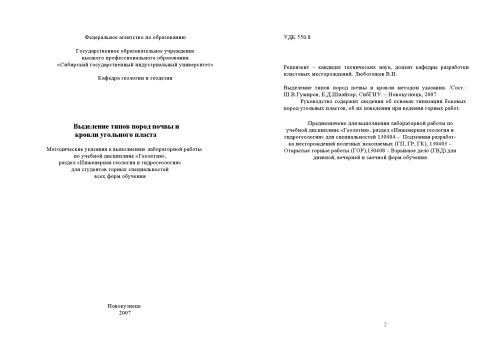 Федеральное агентство по образованию
Государственное образовательное учреждение
высшего профессионального образования
«Сибирский государственный индустриальный университет»
Кафедра геологии и геодезии
Выделение типов пород почвы и
кровли угольного пласта
Методические указания к выполнению лабораторной работы
по учебной дисциплине «Геология»,
раздел «Инженерная геология и гидрогеология»
для студентов горных специальностей
всех форм обучения
Новокузнецк
2007
УДК 550.8
Рецензент – кандидат технических наук, доцент кафедры разработки
пластовых месторождений. Любогощев В.И.
Выделение типов пород почвы и кровли методом указания. /Сост.:
Ш.В.Гумиров, Е.Д.Шпайхер; СибГИУ. – Новокузнецк, 2007.
Руководство содержит сведения об основах типизации боковых
пород угольных пластов, об их поведении при ведении горных работ.
Предназначено для выполнения лабораторной работы по
учебной дисциплине «Геология», раздел «Инженерная геология и
гидрогеология» для специальностей 130404 – Подземная разработ-
ка месторождений полезных ископаемых (ГП, ГР, ГК), 130403 –
Открытые горные работы (ГОР),130408 – Взрывное дело (ГВД) для
дневной, вечерней и заочной форм обучения
2